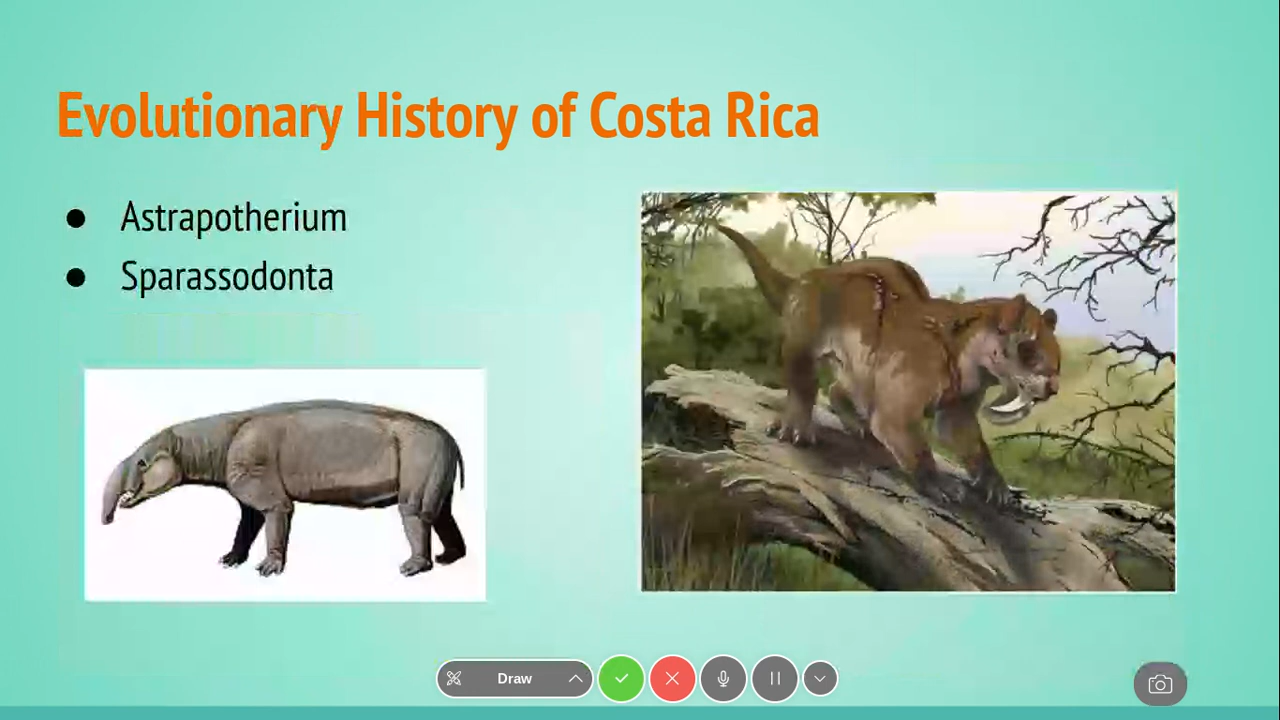 Evolutionary History of Costa Rica
● Astrapotherium
● Sparassodonta
Draw